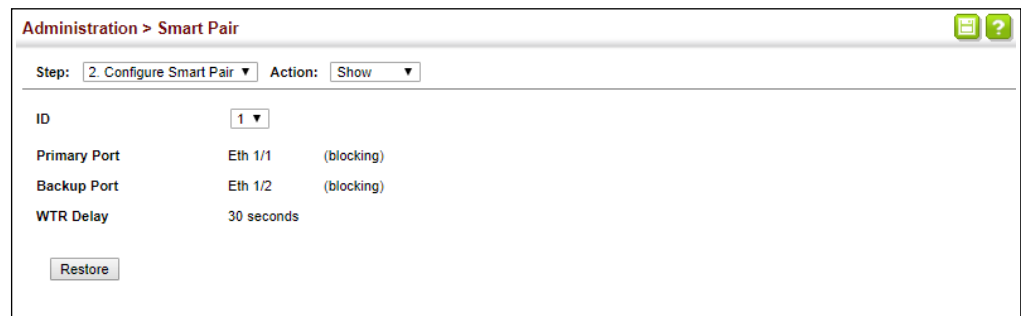 Administration > Smart Pair
Step: 2. Configure Smart Pair Action: Show
ID 1
Primary Port Eth 1/1 (blocking)
Backup Port Eth 1/2 (blocking)
WTR Delay 30 seconds
Restore